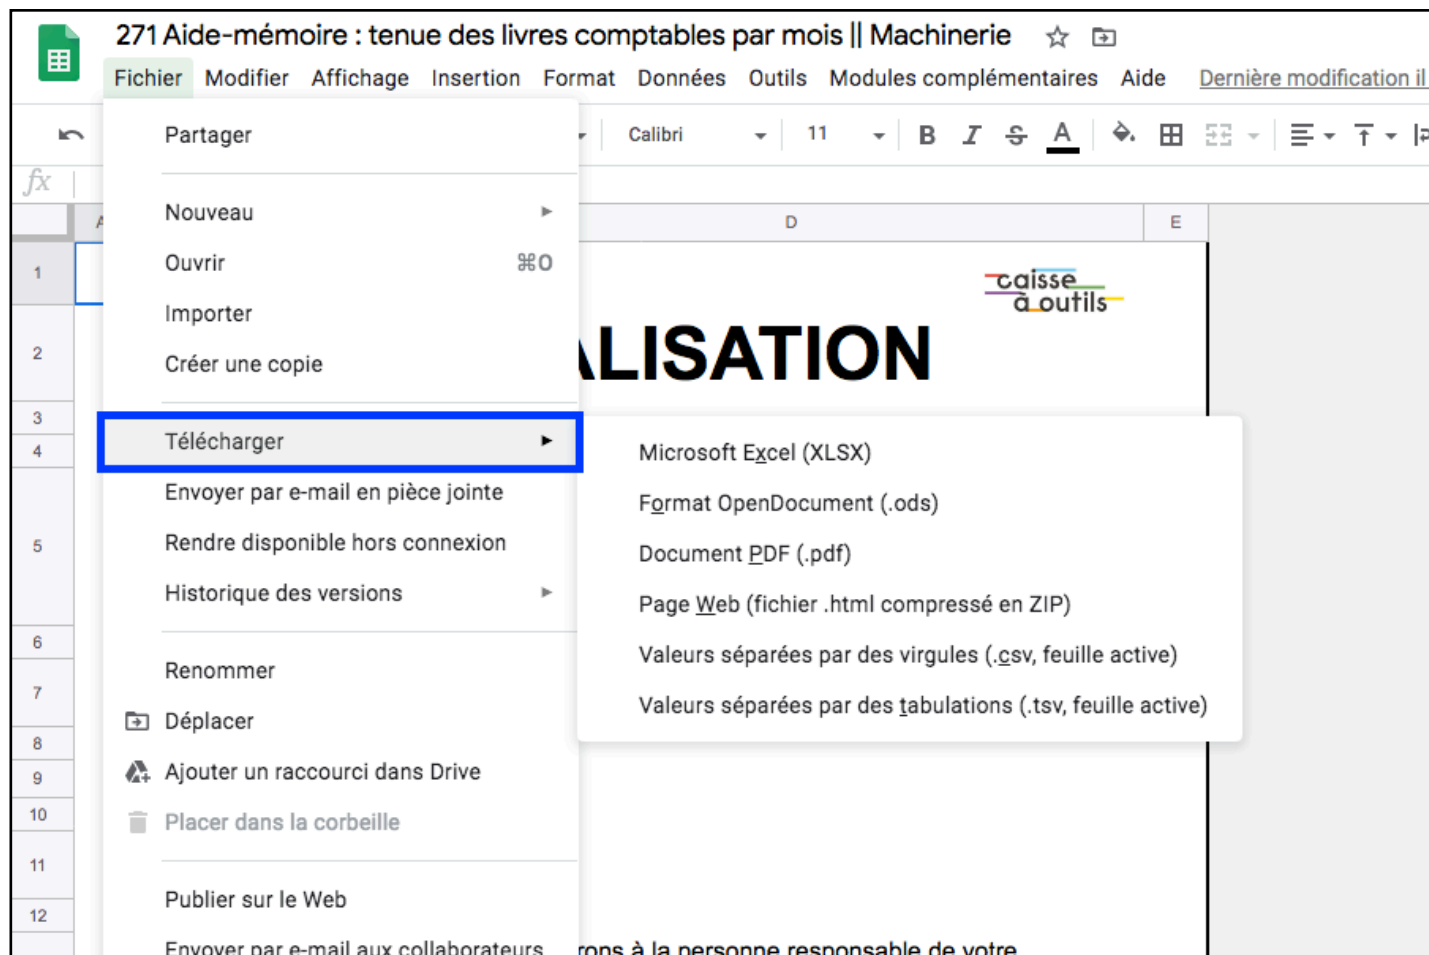 271 Aide-mémoire : tenue des livres comptables par mois || Machinerie
Fichier Modifier Affichage Insertion Format Données Outils Modules complémentaires Aide Dernière modification il
Calibri 11 B I S A
fx
Partager
Nouveau
Ouvrir ⌘O
Importer
Créer une copie
Télécharger
Envoyer par e-mail en pièce jointe
Rendre disponible hors connexion
Historique des versions
Renommer
Déplacer
Ajouter un raccourci dans Drive
Placer dans la corbeille
Publier sur le Web
Envoyer par e-mail aux collaborateurs
Microsoft Excel (XLSX)
Format OpenDocument (.ods)
Document PDF (.pdf)
Page Web (fichier .html compressé en ZIP)
Valeurs séparées par des virgules (.csv, feuille active)
Valeurs séparées par des tabulations (.tsv, feuille active)
A D E
1
2
3
4
5
6
7
8
9
10
11
12
caisse
à outils
ALISATION
rons à la personne responsable de votre